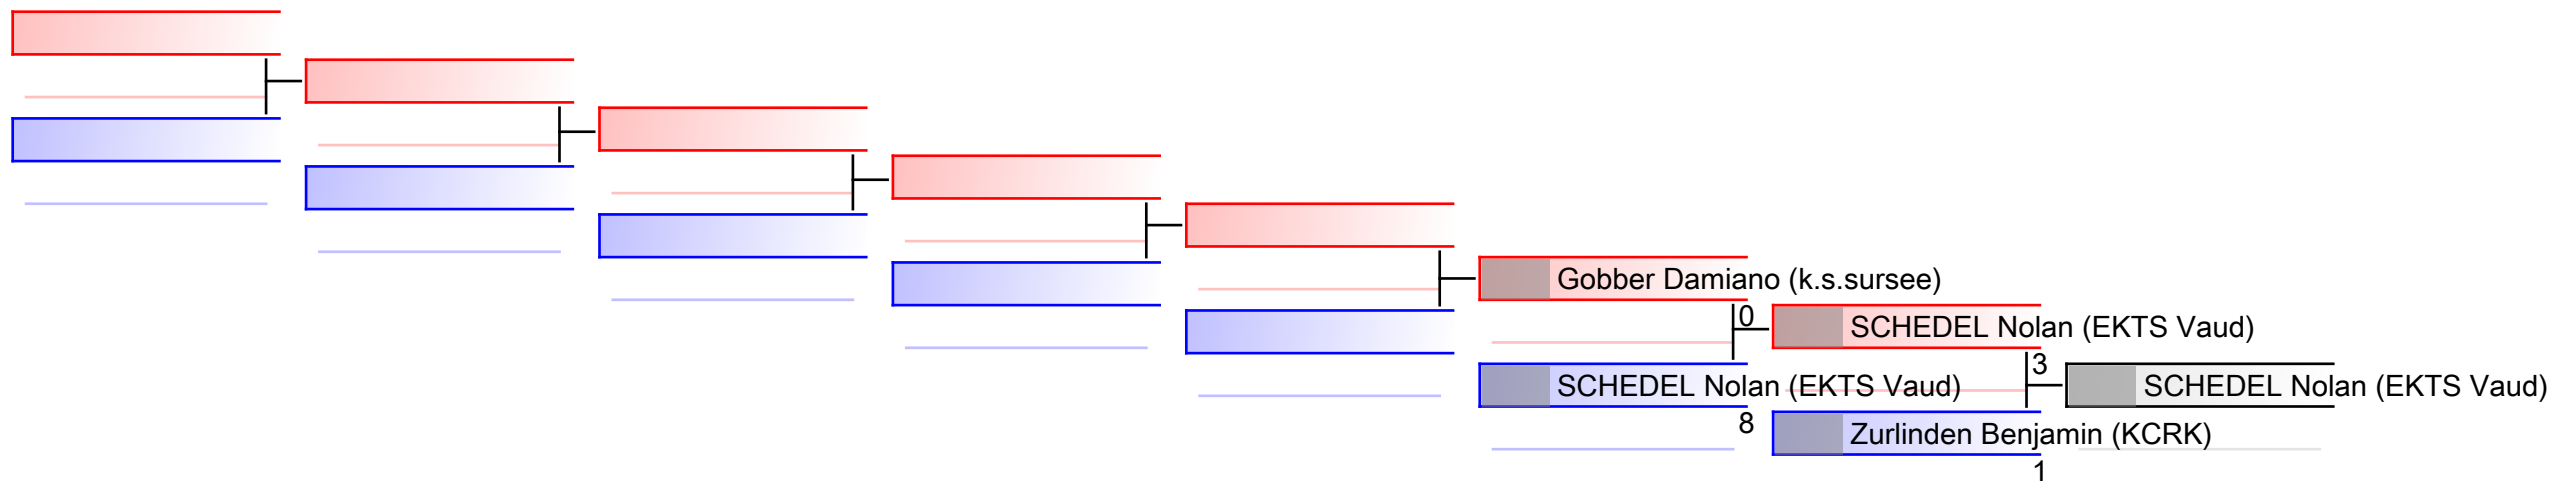 Gobber Damiano (k.s.sursee)
0
SCHEDEL Nolan (EKTS Vaud)
8
SCHEDEL Nolan (EKTS Vaud)
3
Zurlinden Benjamin (KCRK)
1
SCHEDEL Nolan (EKTS Vaud)